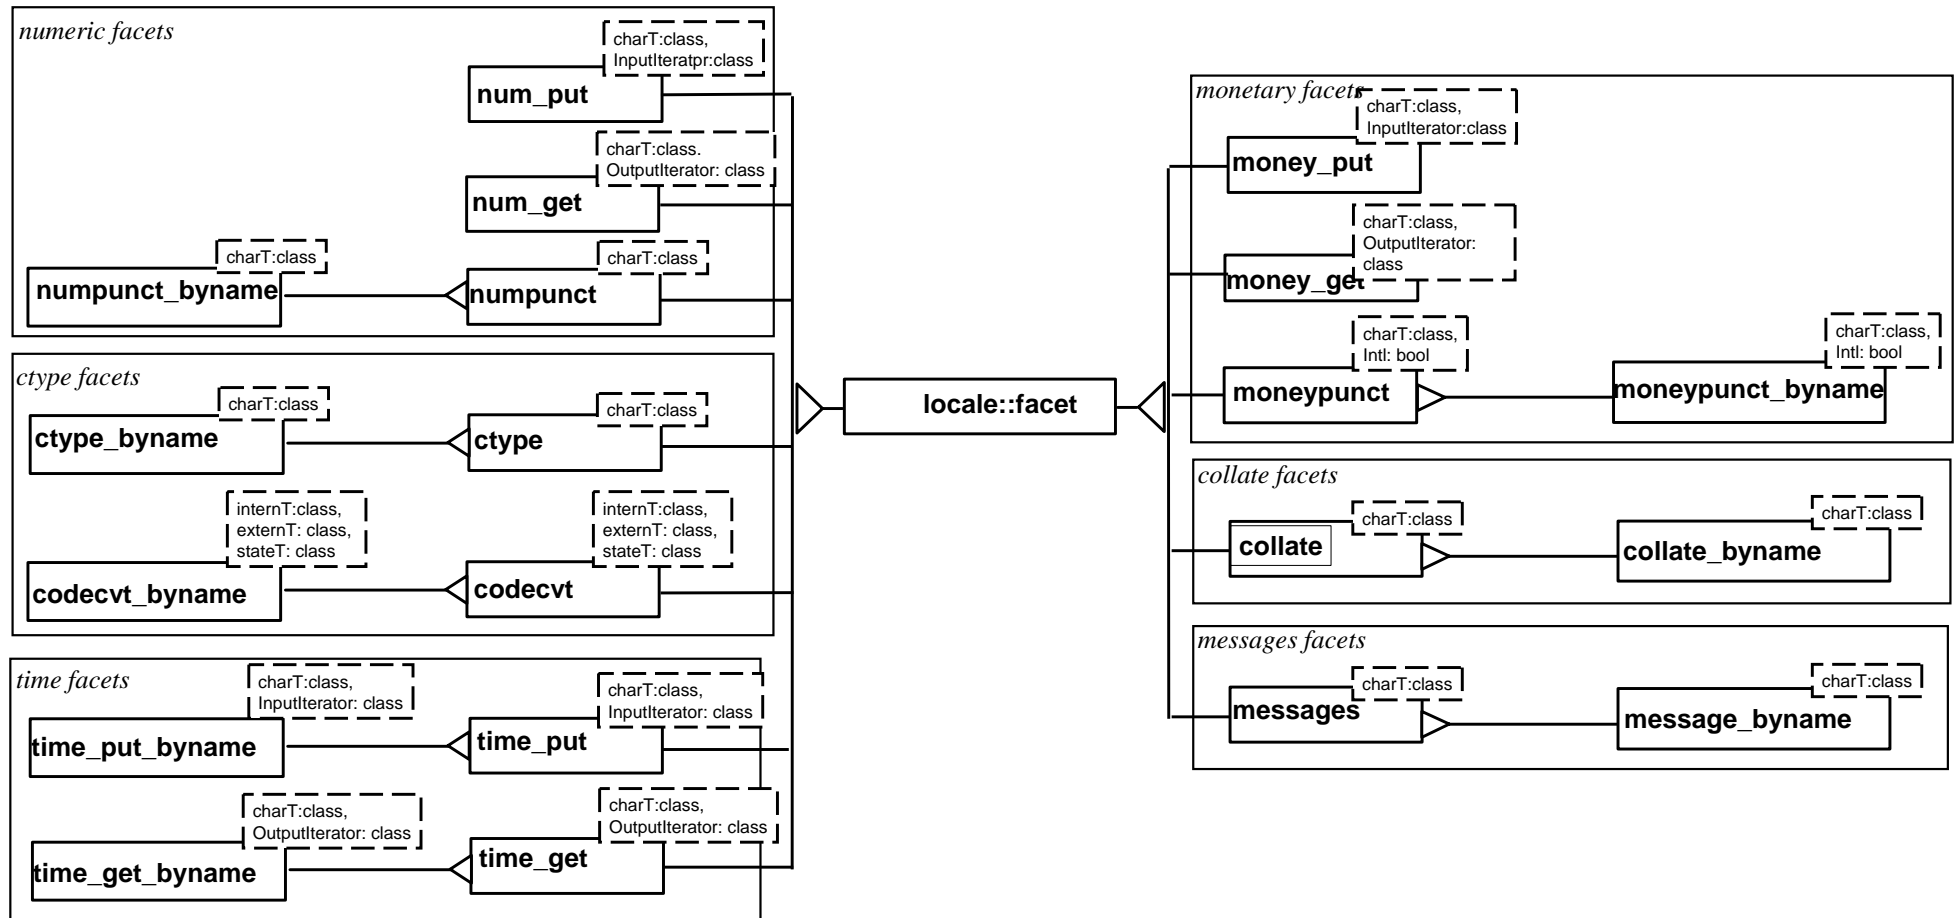 numeric facets
charT:class,
InputIteratpr:class
num_put
charT:class.
OutputIterator: class
num_get
charT:class
numpunct_byname
charT:class
numpunct
ctype facets
charT:class
ctype_byname
charT:class
ctype
internT:class,
externT: class,
stateT: class
codecvt_byname
internT:class,
externT: class,
stateT: class
codecvt
time facets
charT:class,
InputIterator: class
time_put_byname
charT:class,
InputIterator: class
time_put
charT:class,
OutputIterator: class
time_get_byname
charT:class,
OutputIterator: class
time_get
locale::facet
monetary facets
charT:class,
InputIterator:class
money_put
charT:class,
OutputIterator:
class
money_get
charT:class,
Intl: bool
moneypunct
charT:class,
Intl: bool
moneypunct_byname
collate facets
charT:class
collate
charT:class
collate_byname
messages facets
charT:class
messages
charT:class
message_byname